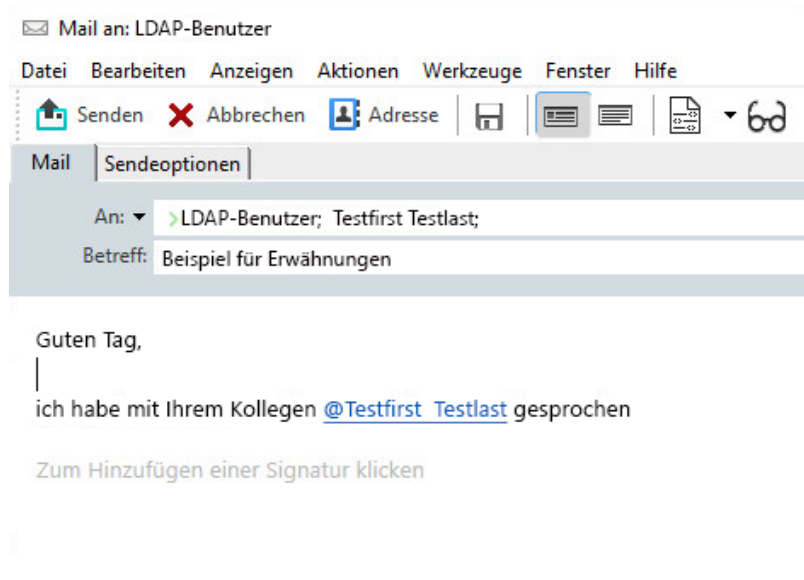 Mail an: LDAP-Benutzer
Datei Bearbeiten Anzeigen Aktionen Werkzeuge Fenster Hilfe
Senden Abbrechen Adresse
Mail Sendeoptionen
An: >LDAP-Benutzer; Testfirst Testlast;
Betreff: Beispiel für Erwähnungen
Guten Tag,
ich habe mit Ihrem Kollegen @Testfirst Testlast gesprochen
Zum Hinzufügen einer Signatur klicken